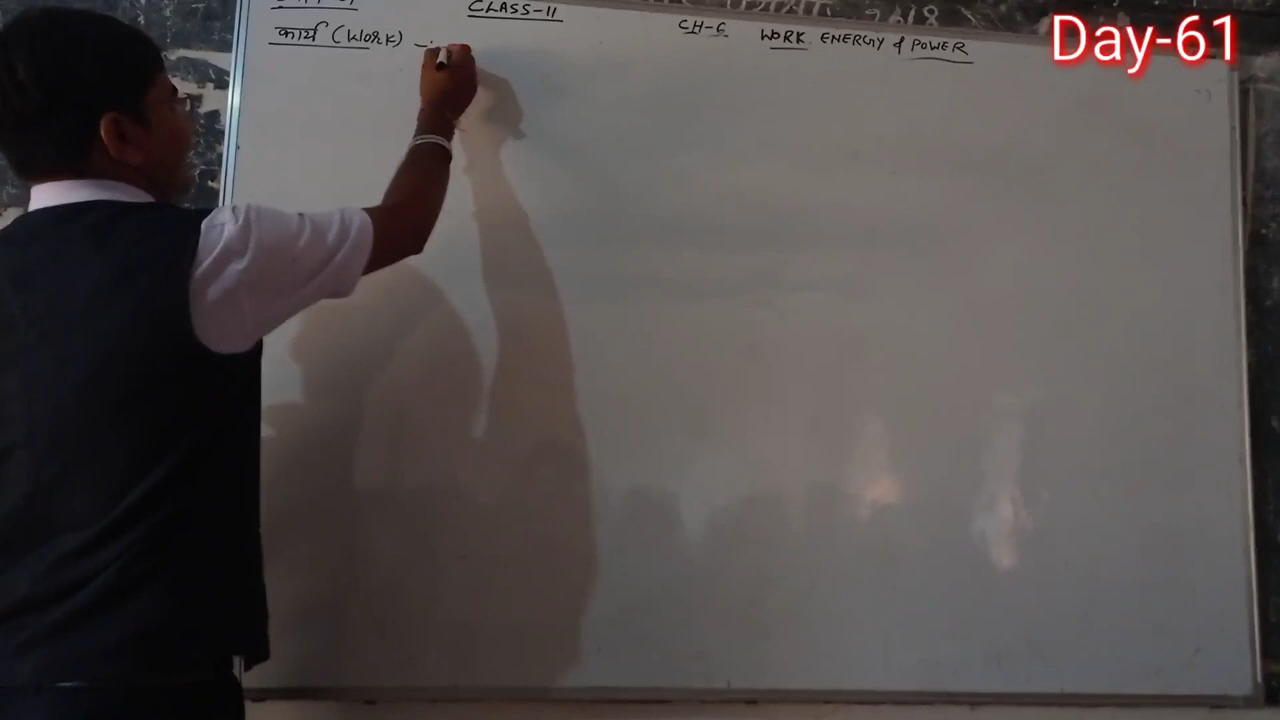 CLASS-11
CH-6 WORK ENERGY & POWER
Day-61
कार्य (Work) -: